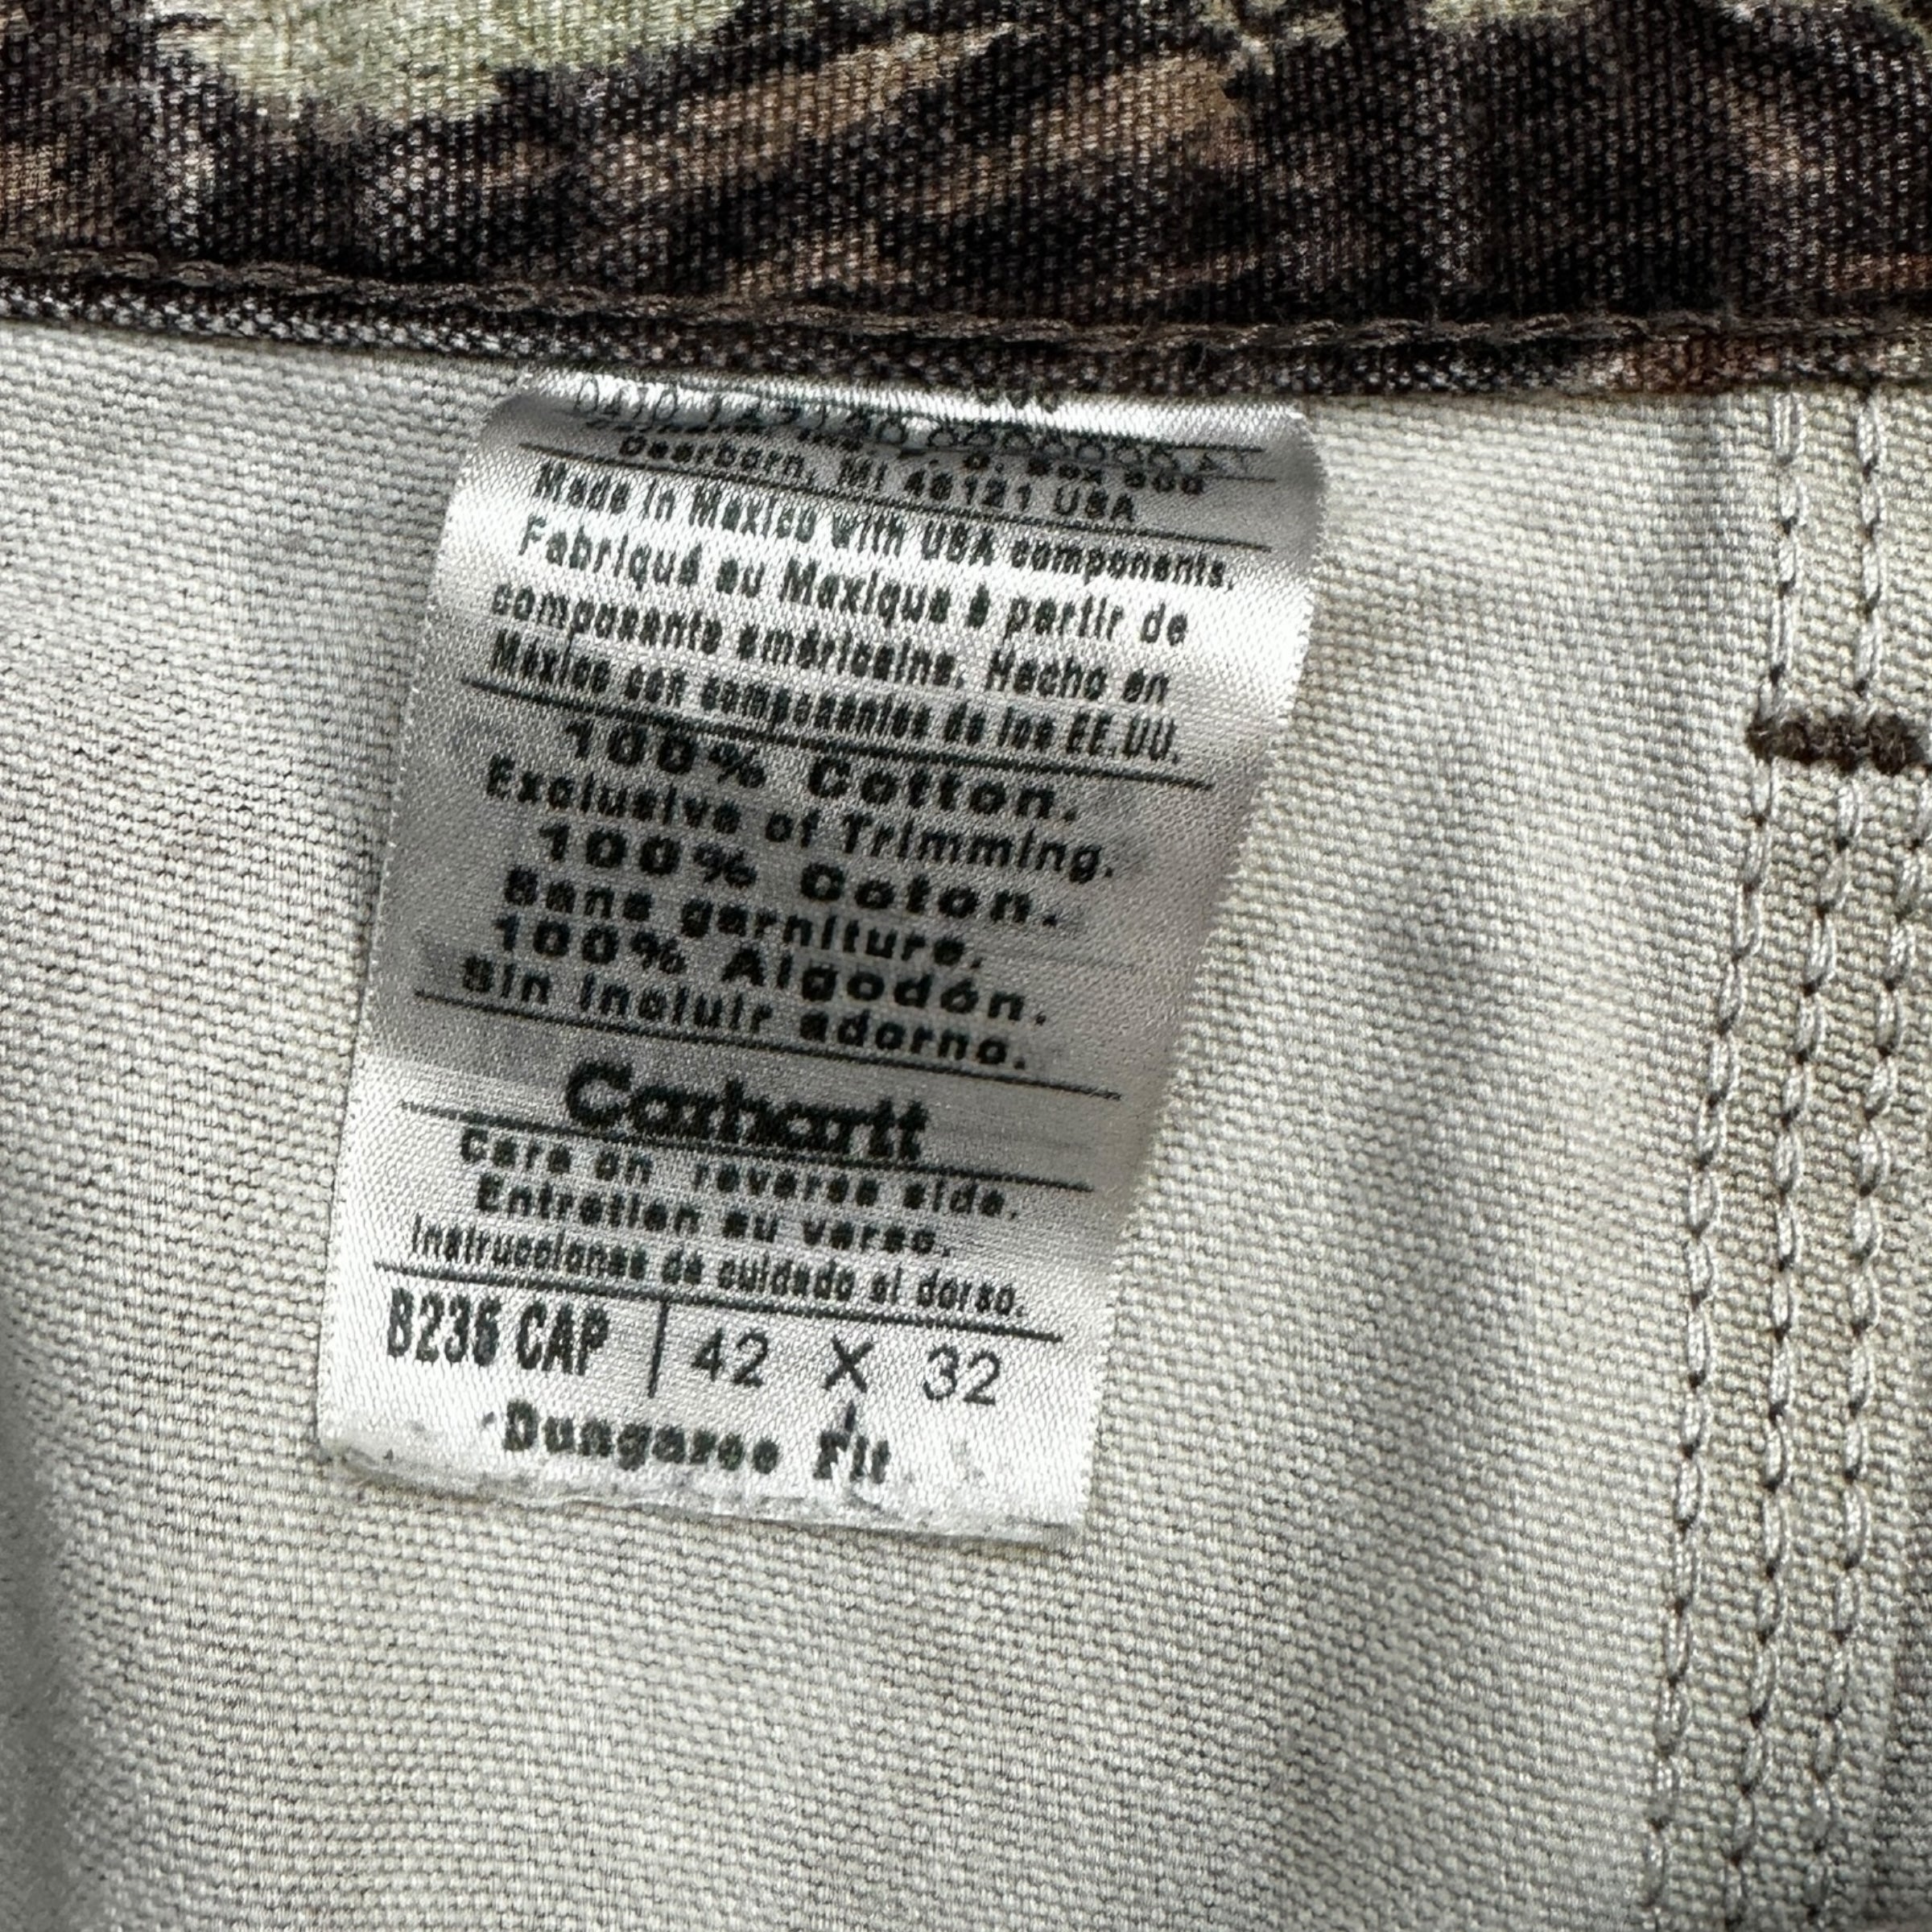 Dearborn, MI 48121 USA
Made in Mexico with USA components.
Fabriqué au Mexique à partir de
composants américains. Hecho en
Mexico con componentes de los EE.UU.
100% Cotton.
Exclusive of Trimming.
100% Coton.
Sans garniture.
100% Algodón.
Sin incluir adorno.
Carhartt
Care on reverse side.
Entretien au verso.
Instrucciones de cuidado al dorso.
B235 CAP | 42 X 32
Dungaree Fit